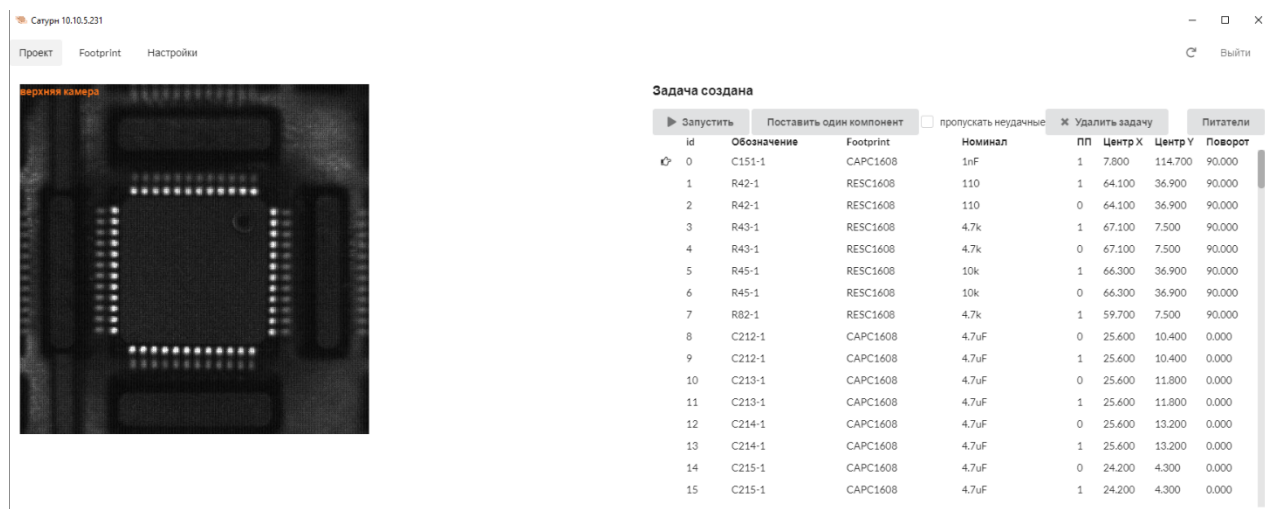 Сатурн 10.10.5.231
Проект Footprint Настройки Выйти
верхняя камера
Задача создана
Запустить Поставить один компонент пропускать неудачные Удалить задачу Питатели
id Обозначение Footprint Номинал ПП Центр X Центр Y Поворот
0 C151-1 CAPC1608 1nF 1 7.800 114.700 90.000
1 R42-1 RESC1608 110 1 64.100 36.900 90.000
2 R42-1 RESC1608 110 0 64.100 36.900 90.000
3 R43-1 RESC1608 4.7k 1 67.100 7.500 90.000
4 R43-1 RESC1608 4.7k 0 67.100 7.500 90.000
5 R45-1 RESC1608 10k 1 66.300 36.900 90.000
6 R45-1 RESC1608 10k 0 66.300 36.900 90.000
7 R82-1 RESC1608 4.7k 1 59.700 7.500 90.000
8 C212-1 CAPC1608 4.7uF 0 25.600 10.400 0.000
9 C212-1 CAPC1608 4.7uF 1 25.600 10.400 0.000
10 C213-1 CAPC1608 4.7uF 0 25.600 11.800 0.000
11 C213-1 CAPC1608 4.7uF 1 25.600 11.800 0.000
12 C214-1 CAPC1608 4.7uF 0 25.600 13.200 0.000
13 C214-1 CAPC1608 4.7uF 1 25.600 13.200 0.000
14 C215-1 CAPC1608 4.7uF 0 24.200 4.300 0.000
15 C215-1 CAPC1608 4.7uF 1 24.200 4.300 0.000